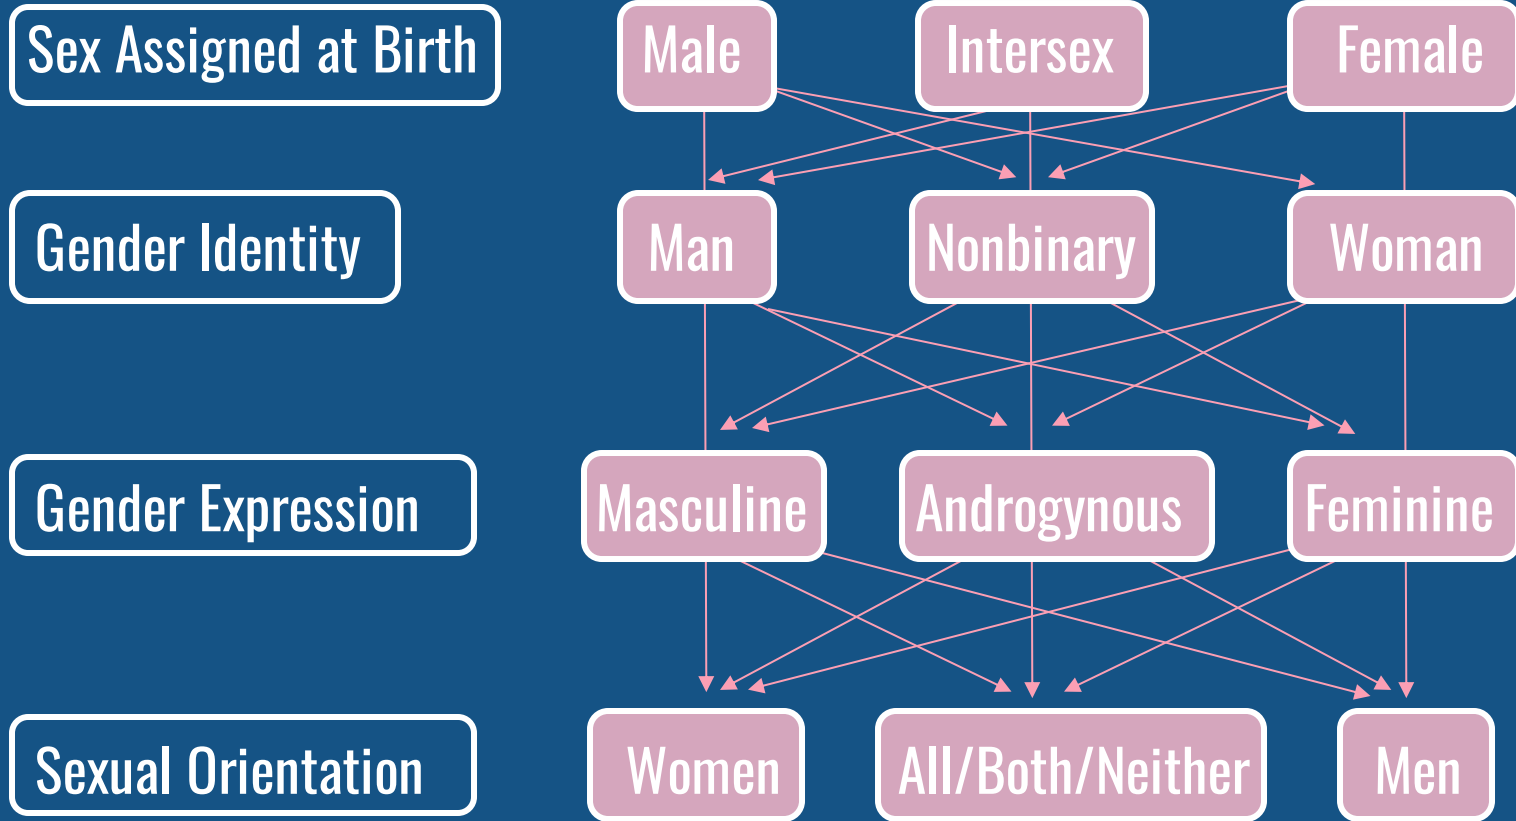 Sex Assigned at Birth
Male
Intersex
Female
Gender Identity
Man
Nonbinary
Woman
Gender Expression
Masculine
Androgynous
Feminine
Sexual Orientation
Women
All/Both/Neither
Men